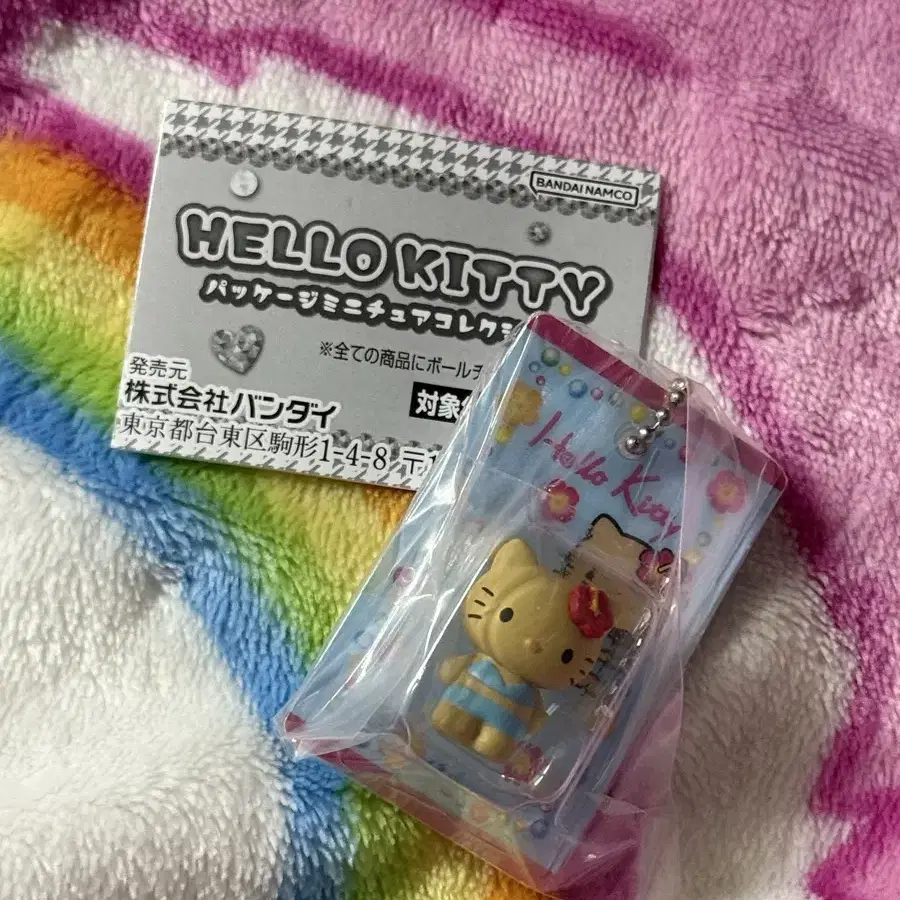 BANDAI NAMCO
HELLO KITTY
パッケージミニチュアコレクシ
※全ての商品にボールチ
発売元
株式会社バンダイ
対象
東京都台東区駒形1-4-8 〒1
Hello Kitty